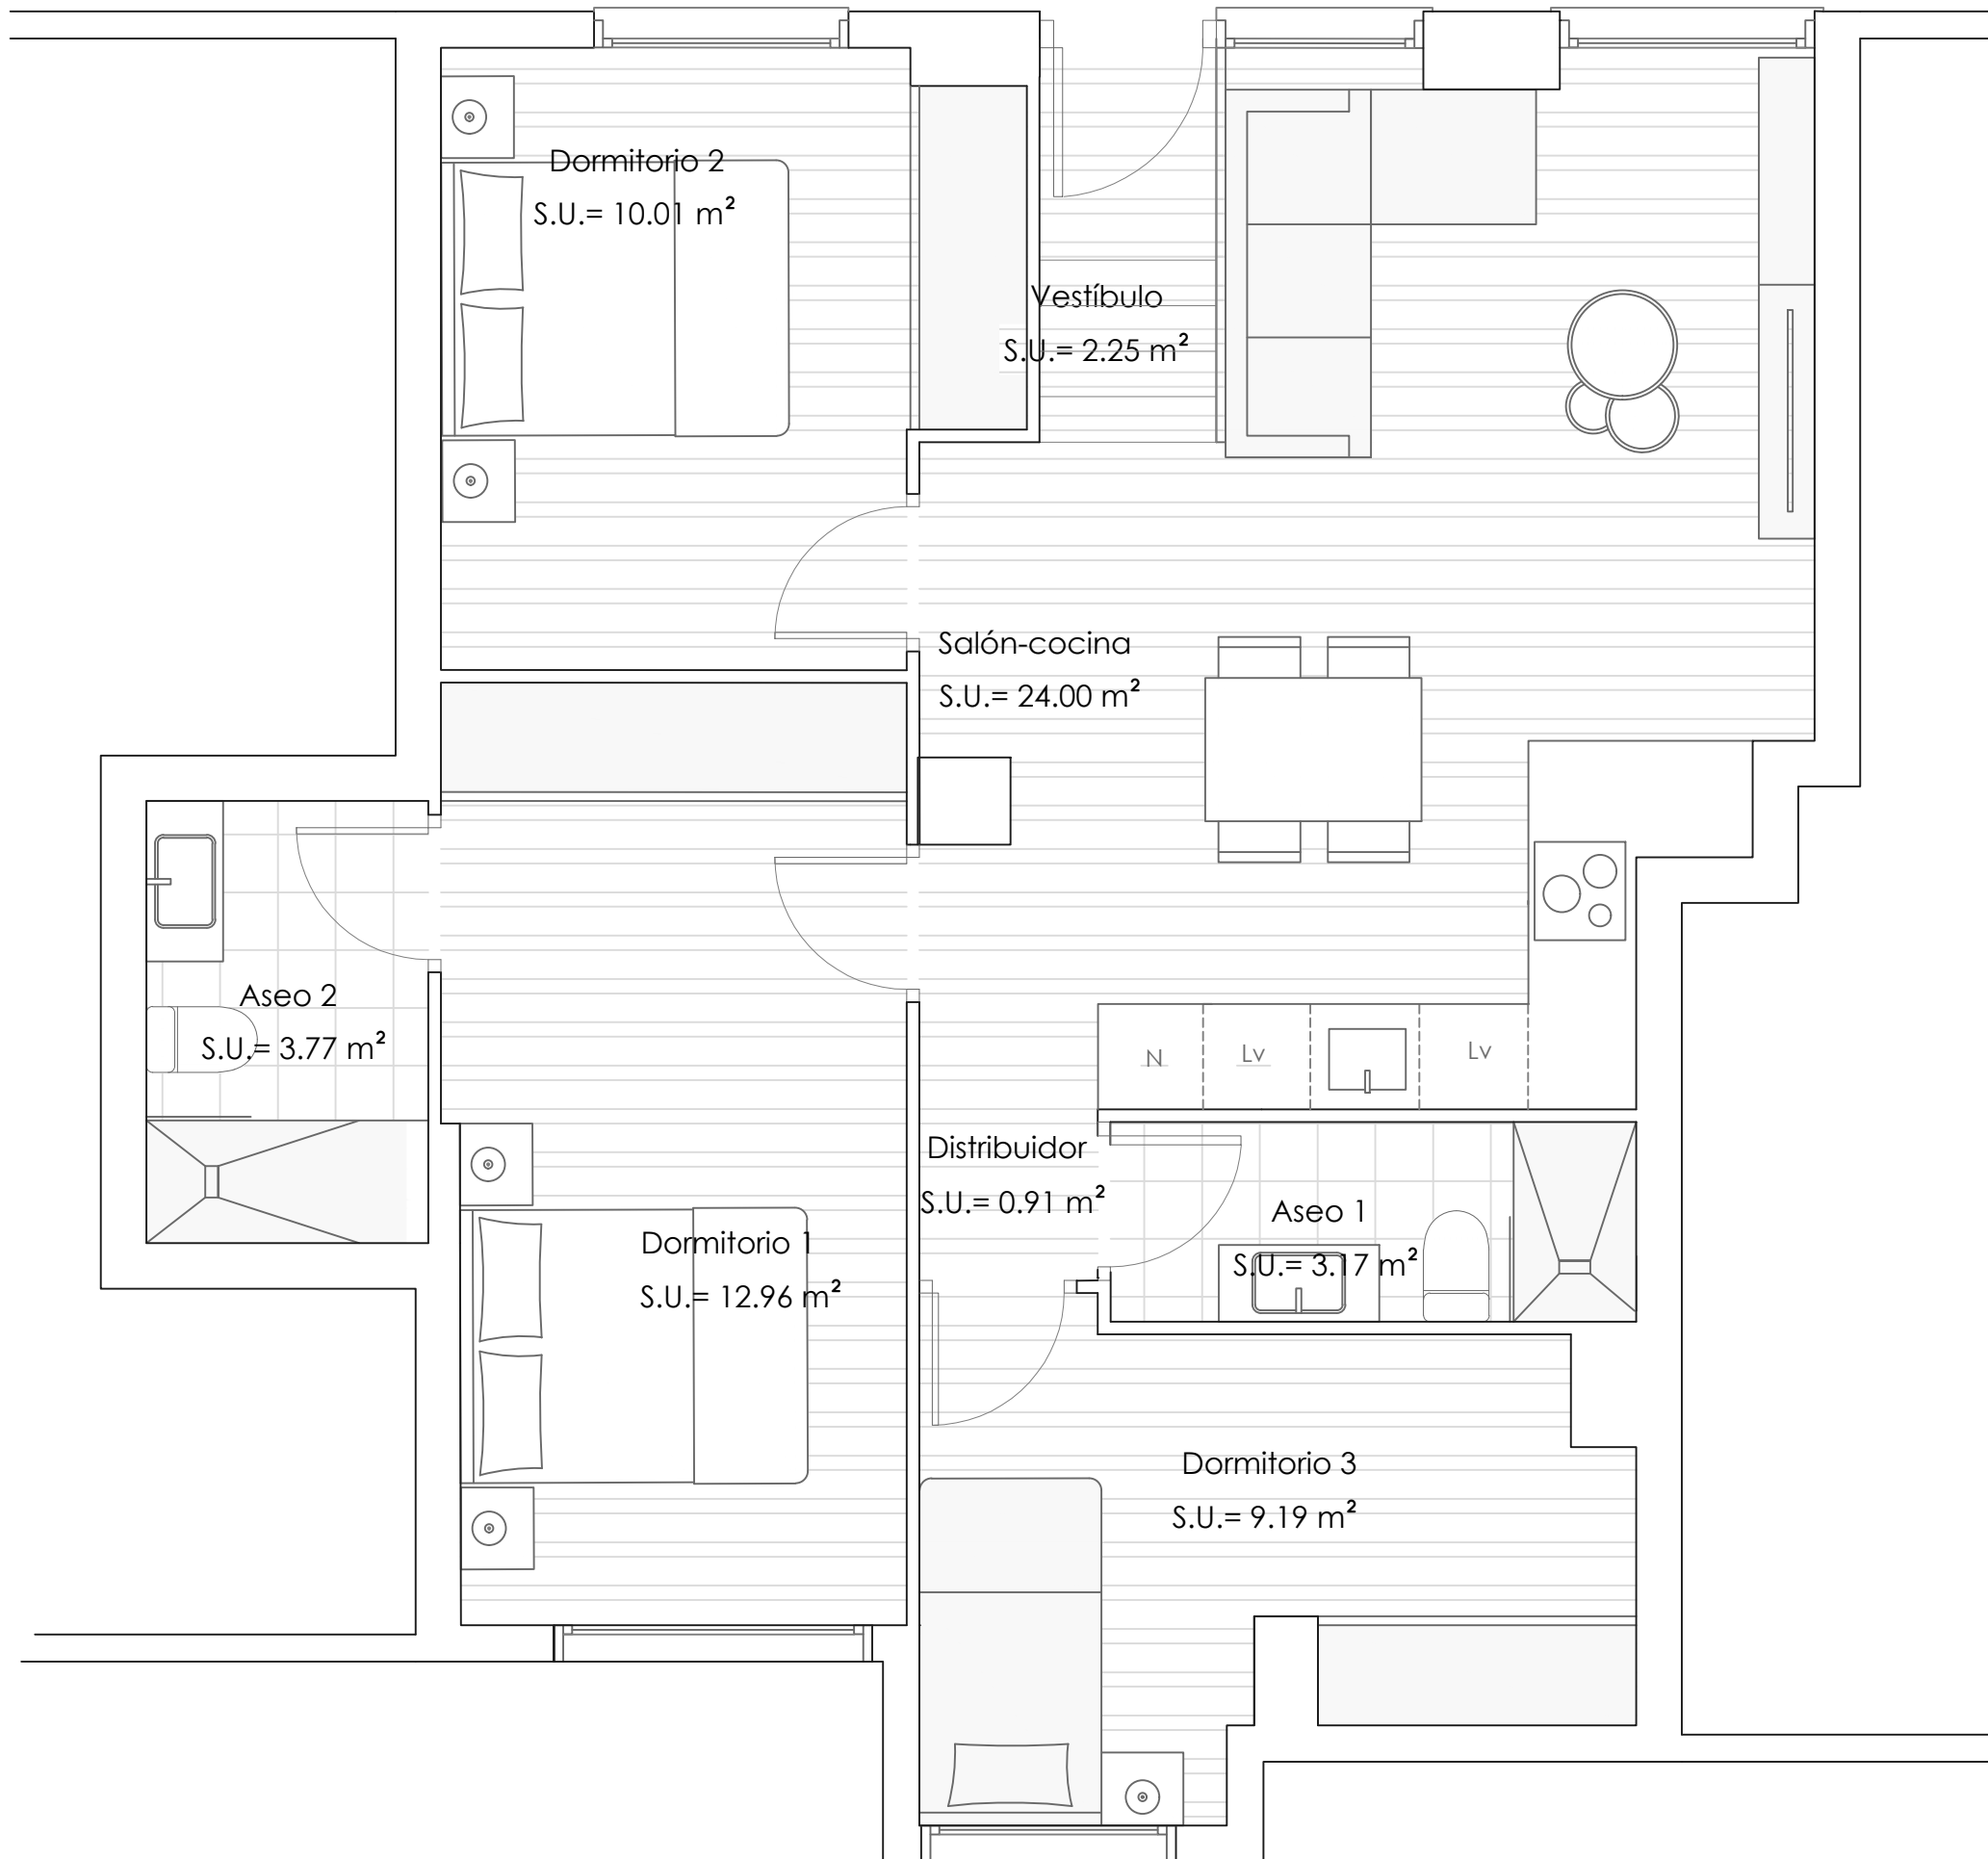 Dormitorio 2
S.U.= 10.01 m²
Vestíbulo
S.U.= 2.25 m²
Salón-cocina
S.U.= 24.00 m²
Aseo 2
S.U.= 3.77 m²
N
Lv
Lv
Distribuidor
S.U.= 0.91 m²
Aseo 1
S.U.= 3.17 m²
Dormitorio 1
S.U.= 12.96 m²
Dormitorio 3
S.U.= 9.19 m²